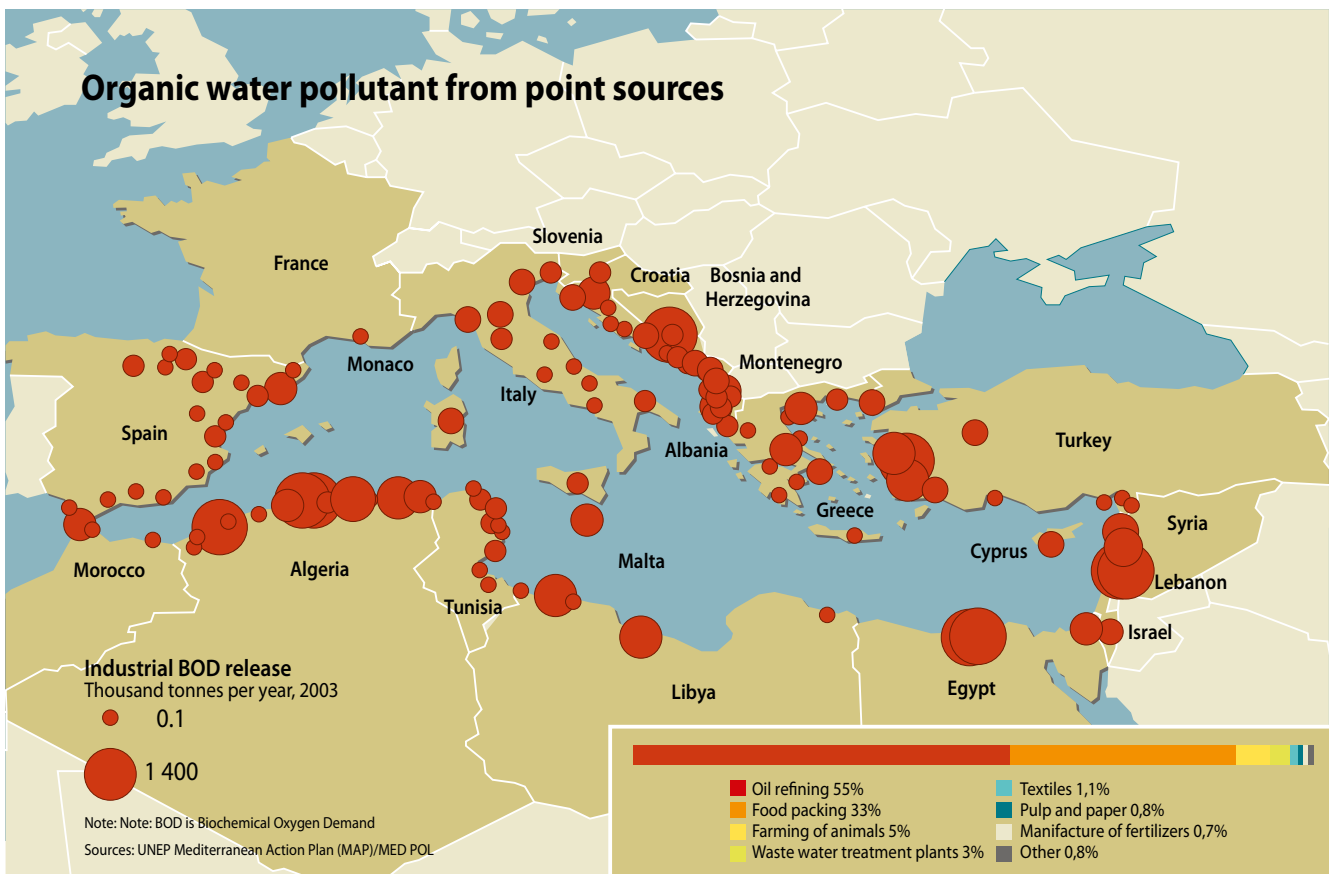 Organic water pollutant from point sources
Slovenia
France
Croatia
Bosnia and
Herzegovina
Monaco
Montenegro
Italy
Spain
Albania
Turkey
Greece
Syria
Cyprus
Malta
Morocco
Algeria
Lebanon
Tunisia
Israel
Libya
Egypt
Industrial BOD release
Thousand tonnes per year, 2003
0.1
1 400
Note: Note: BOD is Biochemical Oxygen Demand
Sources: UNEP Mediterranean Action Plan (MAP)/MED POL
Oil refining 55%
Food packing 33%
Farming of animals 5%
Waste water treatment plants 3%
Textiles 1,1%
Pulp and paper 0,8%
Manifacture of fertilizers 0,7%
Other 0,8%